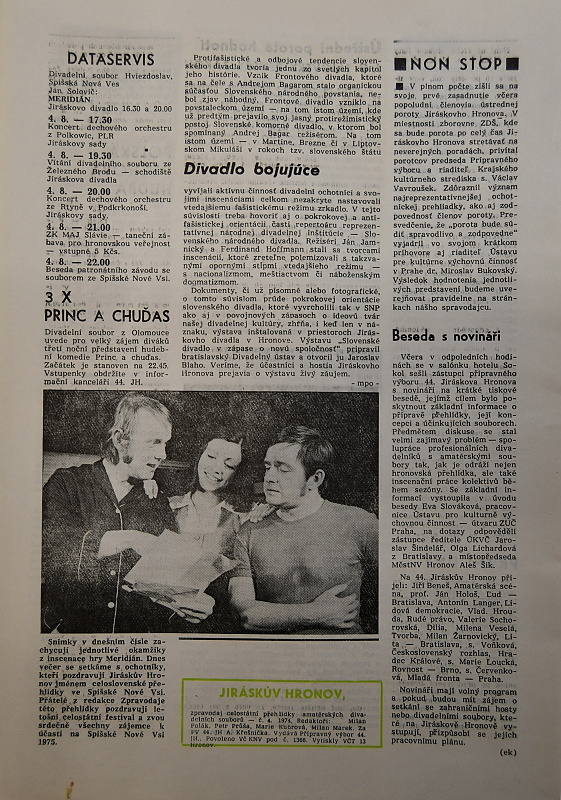 DATASERVIS
Divadelní soubor Hviezdoslav,
Spišská Nová Ves
Ján Solovič:
MERIDIÁN
Jiráskovo divadlo 16.30 a 20.00
4. 8. — 17.30
Koncert dechového orchestru
z Polkowic, PLR
Jiráskovy sady
4. 8. — 19.30
Vítání divadelního souboru ze
Železného Brodu — schodiště
Jiráskova divadla
4. 8. — 20.00
Koncert dechového orchestru
ze Rtyně v Podkrkonoší.
Jiráskovy sady,
4. 8. — 21.00
ZK MAJ Slávie — taneční zá-
bava pro hronovskou veřejnost
— vstupné 5 Kčs.
4. 8. — 22.00
Beseda patronátního závodu se
souborem ze Spišské Nové Vsi.
3 X
PRINC A CHUĎAS
Divadelní soubor z Olomouce
uvede pro velký zájem diváků
třetí noční představení hudeb-
ní komedie Princ a chuďas.
Začátek je stanoven na 22.45.
Vstupenky obdržíte v infor-
mační kanceláři 44. JH.
Protifašistické a odbojové tendencie sloven-
ského divadla tvoria jednu zo svetlých kapitol
jeho histórie. Vznik Frontového divadla, ktoré
sa na čele s Andrejom Bagarom stalo organickou
súčasťou Slovenského národného povstania, ne-
bol zjav náhodný. Frontové divadlo vzniklo na
povstaleckom území — na tom istom území, kde
už predtým prejavilo svoj jasný protirežimistický
postoj Slovenské komorné divadlo, v ktorom bol
spomínaný Andrej Bagar režisérom. Na tom
istom území — v Martine, Brezne či v Liptov-
skom Mikuláši v rokoch tzv. slovenského štátu
Divadlo bojujúce
vyvíjali aktívnu činnosť divadelní ochotníci a svo-
jimi inscenáciami celkom nezakryte nastavovali
vtedajšiemu fašistickému režimu zrkadlo. V tejto
súvislosti treba hovoriť aj o pokrokovej a anti-
fašistickej orientácii časti repertoáru reprezen-
tatívnej národnej divadelnej inštitúcie — Slo-
venského národného divadla. Režiséri Ján Jam-
nický a Ferdinand Hoffmann stali sa tvorcami
inscenácií, ktoré zreteľne polemizovali s takzva-
nými opornými stĺpmi vtedajšieho režimu —
s nacionalizmom, meštiactvom či náboženským
dogmatizmom.
Dokumenty, či už písomné alebo fotografické,
o tomto súvislom prúde pokrokovej orientácie
slovenského divadla, ktoré vyvrcholili tak v SNP
ako aj v povojnových zápasoch o ideovú tvár
našej divadelnej kultúry, zhŕňa, i keď len v ná-
znaku, výstava inštalovaná v priestoroch Jirás-
kovho divadla v Hronove. Výstavu „Slovenské
divadlo v zápase o novú spoločnosť" pripravil
bratislavský Divadelný ústav a otvoril ju Jaroslav
Blaho. Veríme, že účastníci a hostia Jiráskovho
Hronova prejavia o výstavu živý záujem.
- mpo -
NON STOP
V plnom počte zišli sa na
svoje prvé zasadnutie včera
popoludní členovia ústrednej
poroty Jiráskovho Hronova. V
miestnosti zborovne ZDŠ, kde
sa bude porota po celý čas Ji-
ráskovho Hronova stretávať na
neverejných poradách, privítal
porotcov predseda Prípravného
výboru a riaditeľ Krajského
kultúrneho strediska s. Václav
Vavroušek. Zdôraznil význam
najreprezentatívnejšej ochot-
níckej prehliadky, ako aj zod-
povednosť členov poroty. Pre-
svedčenie, že „porota bude sú-
diť spravodlivo a zodpovedne"
vyjadril vo svojom krátkom
príhovore aj riaditeľ Ústavu
pre kultúrne výchovnú činnosť
v Prahe dr. Miroslav Bukovský.
Výsledok hodnotenia jednotli-
vých predstavení budeme uve-
rejňovať pravidelne na strán-
kach nášho spravodajcu.
Beseda s novináři
Včera v odpoledních hodi-
nách se v salónku hotelu So-
kol sešli zástupci přípravného
výboru 44. Jiráskova Hronova
s novináři na krátké tiskové
besedě, jejímž cílem bylo po-
skytnout základní informace o
přípravě přehlídky, její kon-
cepci a účinkujících souborech.
Předmětem diskuse se stal
velmi zajímavý problém — spo-
lupráce profesionálních diva-
delníků s amatérskými sou-
bory tak, jak je odráží nejen
hronovská přehlídka, ale také
inscenační práce kolektivů bě-
hem sezóny. Se základní in-
formací vystoupila v úvodu
besedy Eva Slováková, pracov-
nice Ústavu pro kulturně vý-
chovnou činnost — útvaru ZUČ
Praha, na dotazy odpověděli
zástupce ředitele ÚKVČ Jaro-
slav Šindelář, Olga Lichardová
z Bratislavy a místopředseda
MěstNV Hronov Aleš Šik.
Na 44. Jiráskův Hronov při-
jeli: Jiří Beneš, Amatérská scé-
na, prof. Ján Hološ, Ľud —
Bratislava, Antonín Langer, Li-
dová demokracie, Vlad. Hrou-
da, Rudé právo, Valerie Socho-
rovská, Dilia, Milena Veselá,
Tvorba, Milan Žarnovický, Li-
ta — Bratislava, s. Voňková,
Československý rozhlas, Hra-
dec Králové, s. Marie Loucká,
Rovnost — Brno, s. Červenko-
vá, Mladá fronta — Praha.
Novináři mají volný program
a pokud budou mít zájem o
setkání se zahraničními hosty
nebo divadelními soubory, kte-
ré na Jiráskově Hronově vy-
stupují, přizpůsobí se jejich
pracovnímu plánu.
(ek)
Snímky v dnešním čísle za-
chycují jednotlivé okamžiky
z inscenace hry Meridián. Dnes
večer se setkáme s ochotníky,
kteří pozdravují Jiráskův Hro-
nov jménem celoslovenské pře-
hlídky ve Spišské Nové Vsi.
Přátelé z redakce Zpravodaje
této přehlídky pozdravují le-
tošní celostátní festival a zvou
srdečně všechny zájemce k
účasti na Spišské Nové Vsi
1975.
JIRÁSKŮV HRONOV,
zpravodaj celostátní přehlídky amatérských diva-
delních souborů — č. 4. 1974. Redaktoři: Milan
Polák, Petr Průša, Marie Kubrová, Milan Marek. Za
PV 44. JH A. Křešnička. Vydává Přípravný výbor 44.
JH. Povoleno VČ KNV pod č. 1366. Vytiskly VČT 13
Hronov.